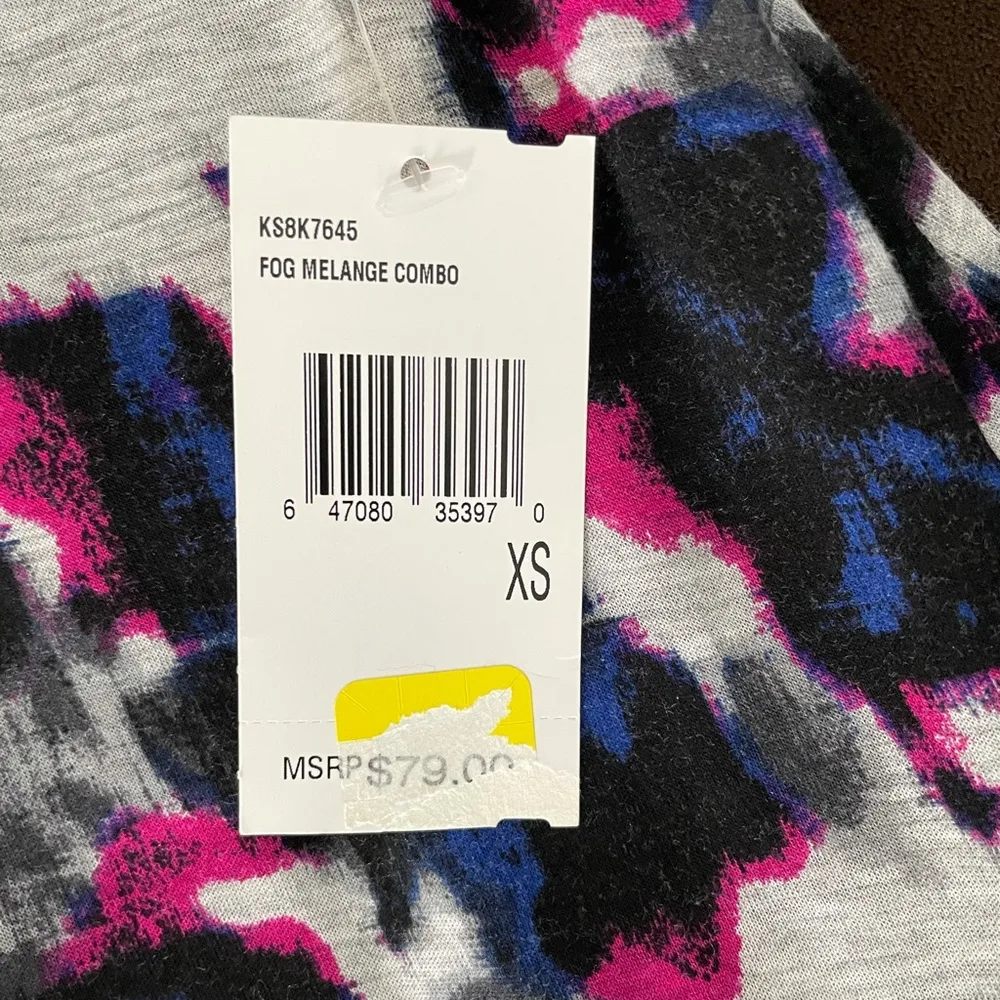 KS8K7645
FOG MELANGE COMBO
6 47080 35397 0
XS
MSRP $79.00